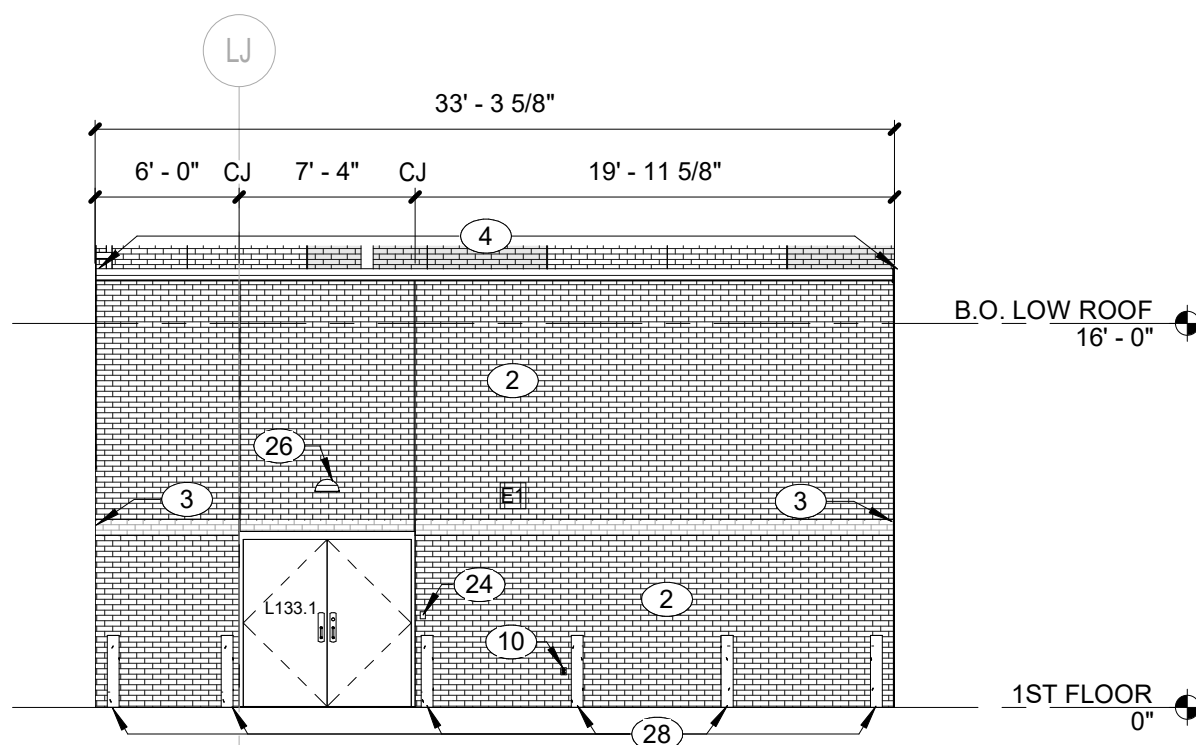 LJ
33' - 3 5/8"
6' - 0" CJ 7' - 4" CJ 19' - 11 5/8"
4
B.O. LOW ROOF
16' - 0"
2
26
E1
3 3
24
2
L133.1
10
1ST FLOOR
0"
28